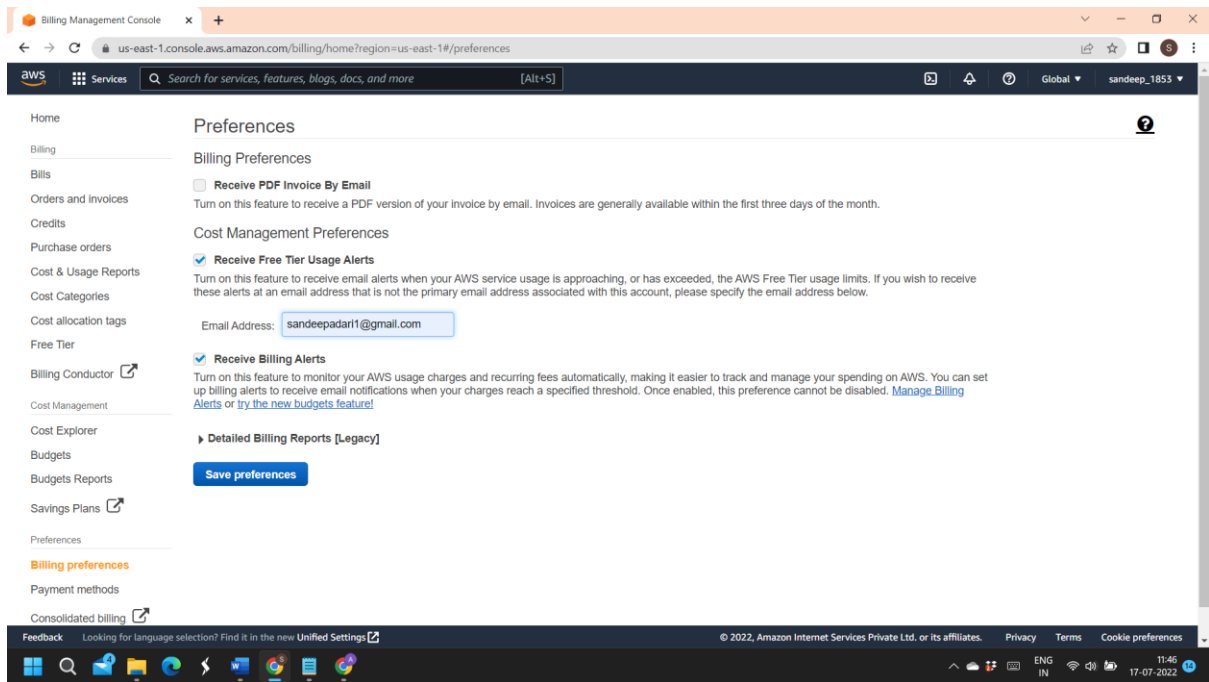 Billing Management Console
us-east-1.console.aws.amazon.com/billing/home?region=us-east-1#/preferences
S
aws
Services
Search for services, features, blogs, docs, and more
[Alt+S]
Global
sandeep_1853
Home
Billing
Bills
Orders and invoices
Credits
Purchase orders
Cost & Usage Reports
Cost Categories
Cost allocation tags
Free Tier
Billing Conductor
Cost Management
Cost Explorer
Budgets
Budgets Reports
Savings Plans
Preferences
Billing preferences
Payment methods
Consolidated billing
Preferences
Billing Preferences
Receive PDF Invoice By Email
Turn on this feature to receive a PDF version of your invoice by email. Invoices are generally available within the first three days of the month.
Cost Management Preferences
Receive Free Tier Usage Alerts
Turn on this feature to receive email alerts when your AWS service usage is approaching, or has exceeded, the AWS Free Tier usage limits. If you wish to receive
these alerts at an email address that is not the primary email address associated with this account, please specify the email address below.
Email Address: sandeepadari1@gmail.com
Receive Billing Alerts
Turn on this feature to monitor your AWS usage charges and recurring fees automatically, making it easier to track and manage your spending on AWS. You can set
up billing alerts to receive email notifications when your charges reach a specified threshold. Once enabled, this preference cannot be disabled. Manage Billing
Alerts or try the new budgets feature!
Detailed Billing Reports [Legacy]
Save preferences
Feedback
Looking for language selection? Find it in the new Unified Settings
© 2022, Amazon Internet Services Private Ltd. or its affiliates.
Privacy
Terms
Cookie preferences
ENG
IN
11:46
17-07-2022
14